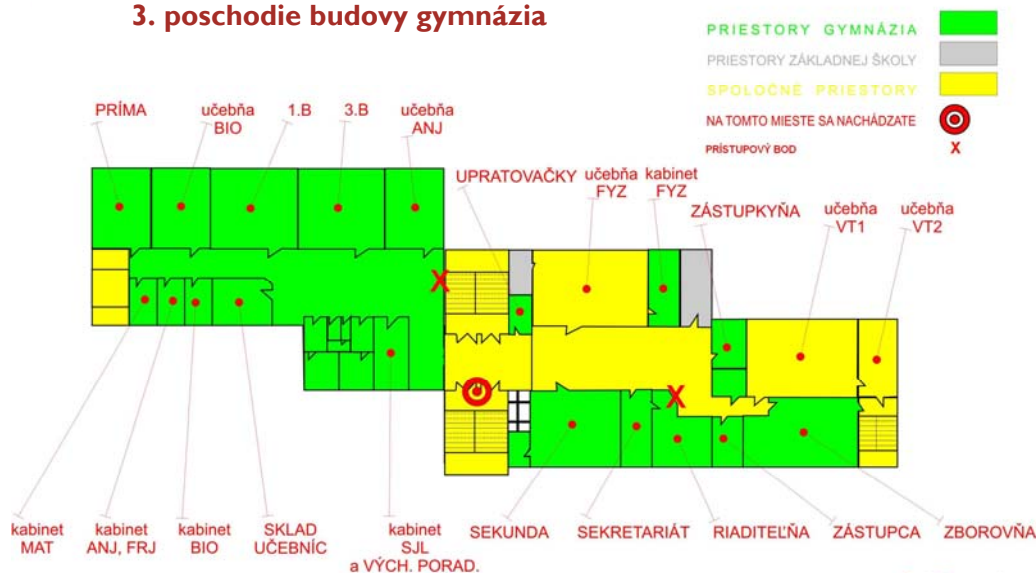 3. poschodie budovy gymnázia
PRIESTORY GYMNÁZIA
PRIESTORY ZÁKLADNEJ ŠKOLY
SPOLOČNÉ PRIESTORY
NA TOMTO MIESTE SA NACHÁDZATE
PRÍSTUPOVÝ BOD
X
PRÍMA
učebňa
BIO
1.B
3.B
učebňa
ANJ
UPRATOVAČKY
učebňa
FYZ
kabinet
FYZ
ZÁSTUPKYŇA
učebňa
VT1
učebňa
VT2
X
X
kabinet
MAT
kabinet
ANJ, FRJ
kabinet
BIO
SKLAD
UČEBNÍC
kabinet
SJL
a VÝCH. PORAD.
SEKUNDA
SEKRETARIÁT
RIADITEĽŇA
ZÁSTUPCA
ZBOROVŇA